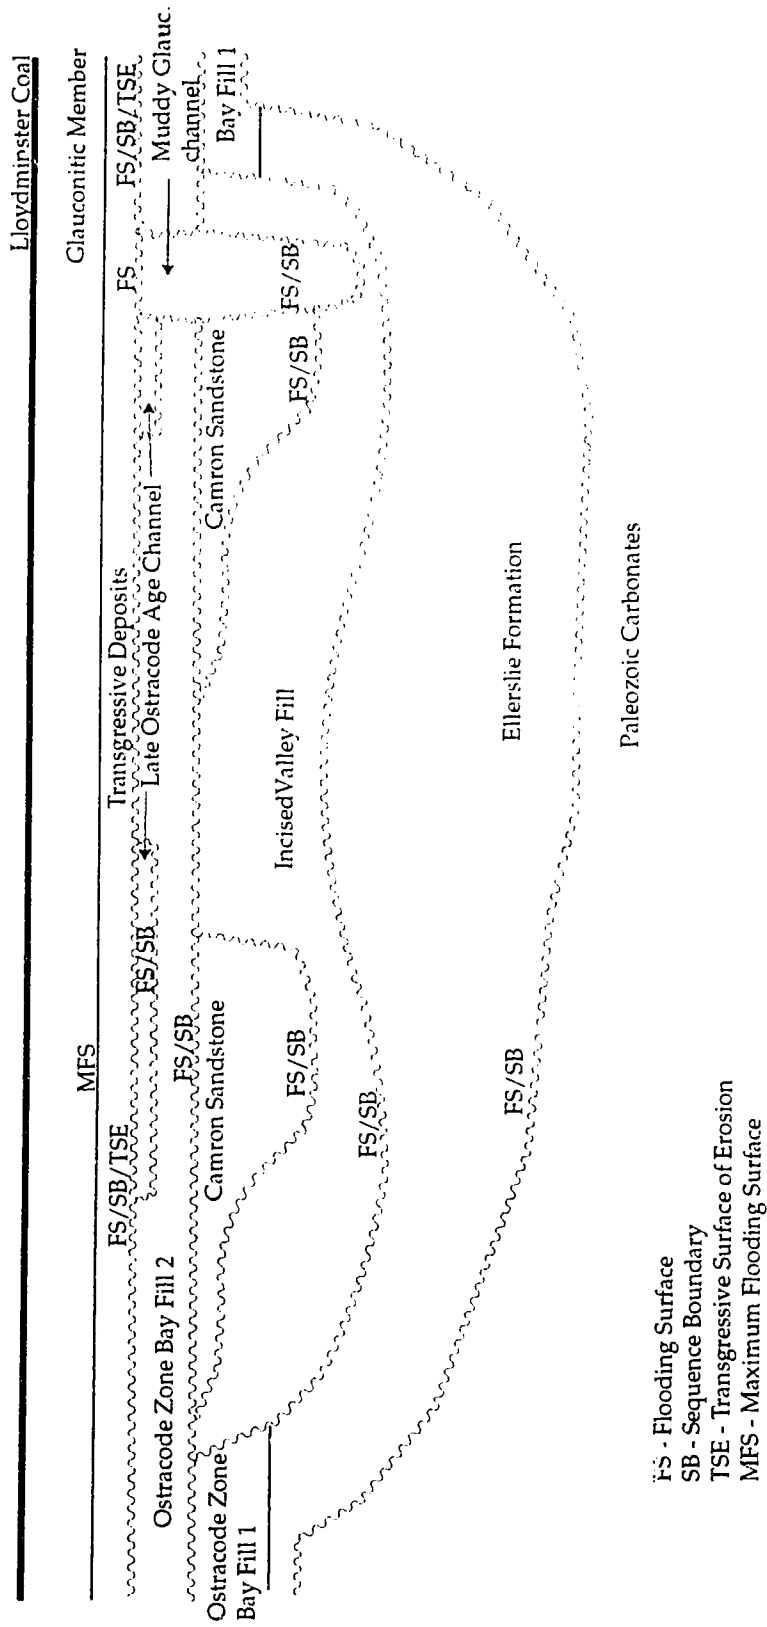 Lloydminster Coal
Glauconitic Member
MFS
FS/SB/TSE
Transgressive Deposits
FS
FS/SB/TSE
FS/SB
Late Ostracode Age Channel
Muddy Glauc.
channel
Ostracode Zone Bay Fill 2
FS/SB
Camron Sandstone
Camron Sandstone
Bay Fill 1
Ostracode Zone
Bay Fill 1
FS/SB
Incised Valley Fill
FS/SB
FS/SB
FS/SB
FS/SB
Ellerslie Formation
Paleozoic Carbonates
FS - Flooding Surface
SB - Sequence Boundary
TSE - Transgressive Surface of Erosion
MFS - Maximum Flooding Surface